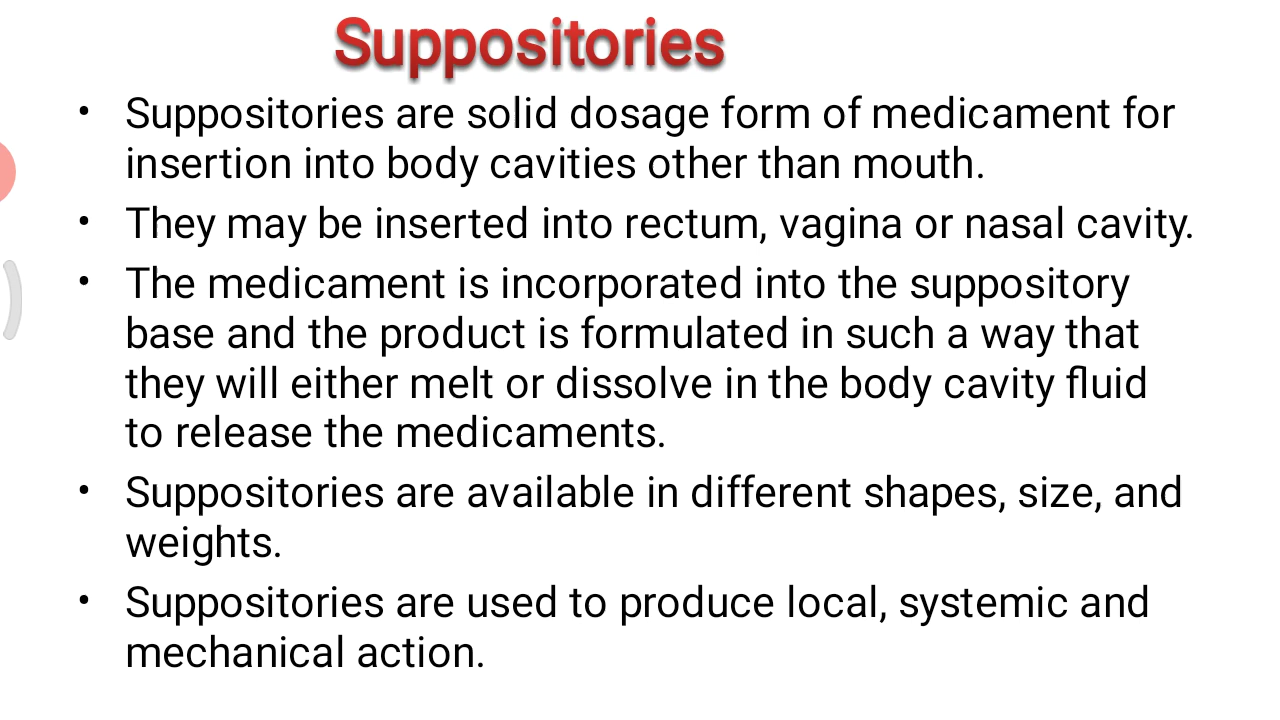 Suppositories
• Suppositories are solid dosage form of medicament for
insertion into body cavities other than mouth.
• They may be inserted into rectum, vagina or nasal cavity.
• The medicament is incorporated into the suppository
base and the product is formulated in such a way that
they will either melt or dissolve in the body cavity fluid
to release the medicaments.
• Suppositories are available in different shapes, size, and
weights.
• Suppositories are used to produce local, systemic and
mechanical action.